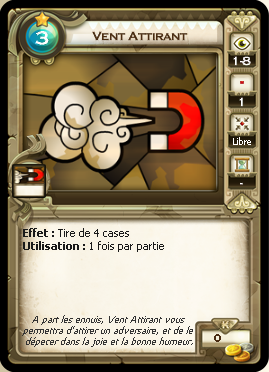 3
VENT ATTIRANT
1-8
1
Libre
-
Effet : Tire de 4 cases
Utilisation : 1 fois par partie
A part les ennuis, Vent Attirant vous
permettra d'attirer un adversaire, et de le
dépecer dans la joie et la bonne humeur.
K
0